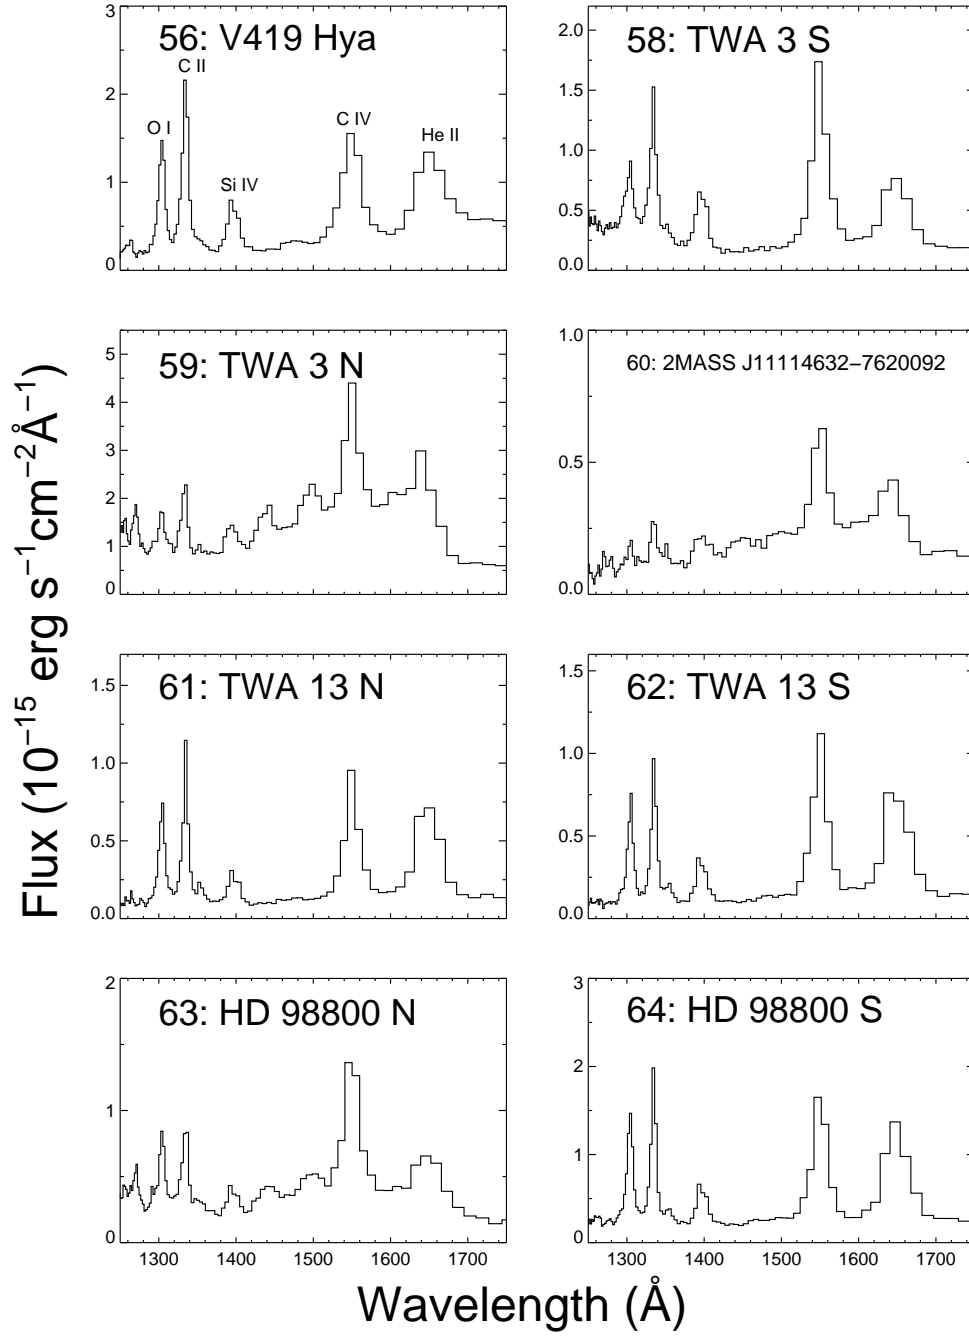 56: V419 Hya
C II
O I
Si IV
C IV
He II
3
2
1
0
58: TWA 3 S
2.0
1.5
1.0
0.5
0.0
59: TWA 3 N
5
4
3
2
1
0
60: 2MASS J11114632−7620092
1.0
0.5
0.0
61: TWA 13 N
1.5
1.0
0.5
0.0
62: TWA 13 S
1.5
1.0
0.5
0.0
63: HD 98800 N
2
1
0
1300 1400 1500 1600 1700
64: HD 98800 S
3
2
1
0
1300 1400 1500 1600 1700
Flux (10⁻¹⁵ erg s⁻¹cm⁻²Å⁻¹)
Wavelength (Å)